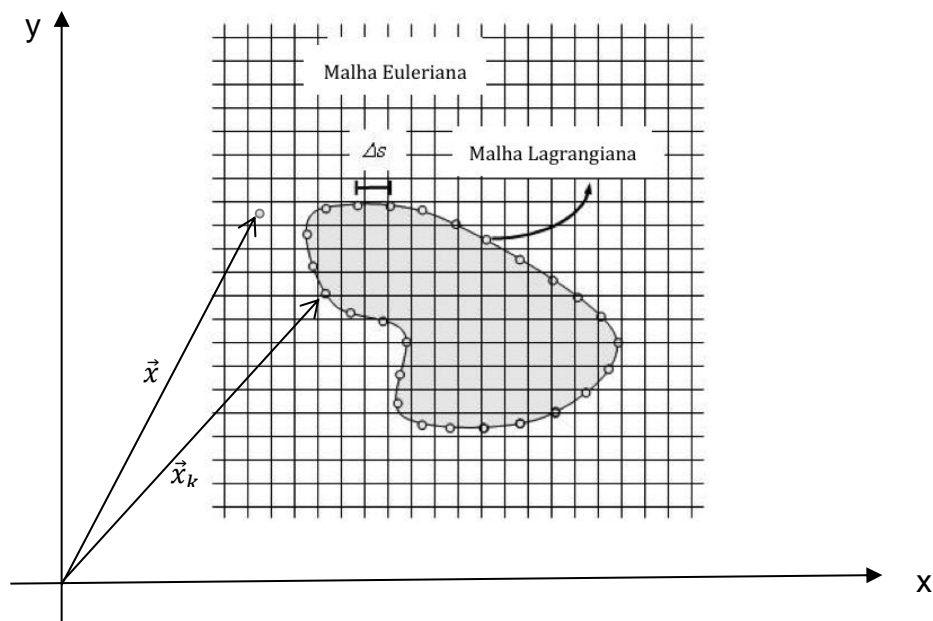 y
Malha Euleriana
Δs
Malha Lagrangiana
x⃗
x⃗ₖ
x